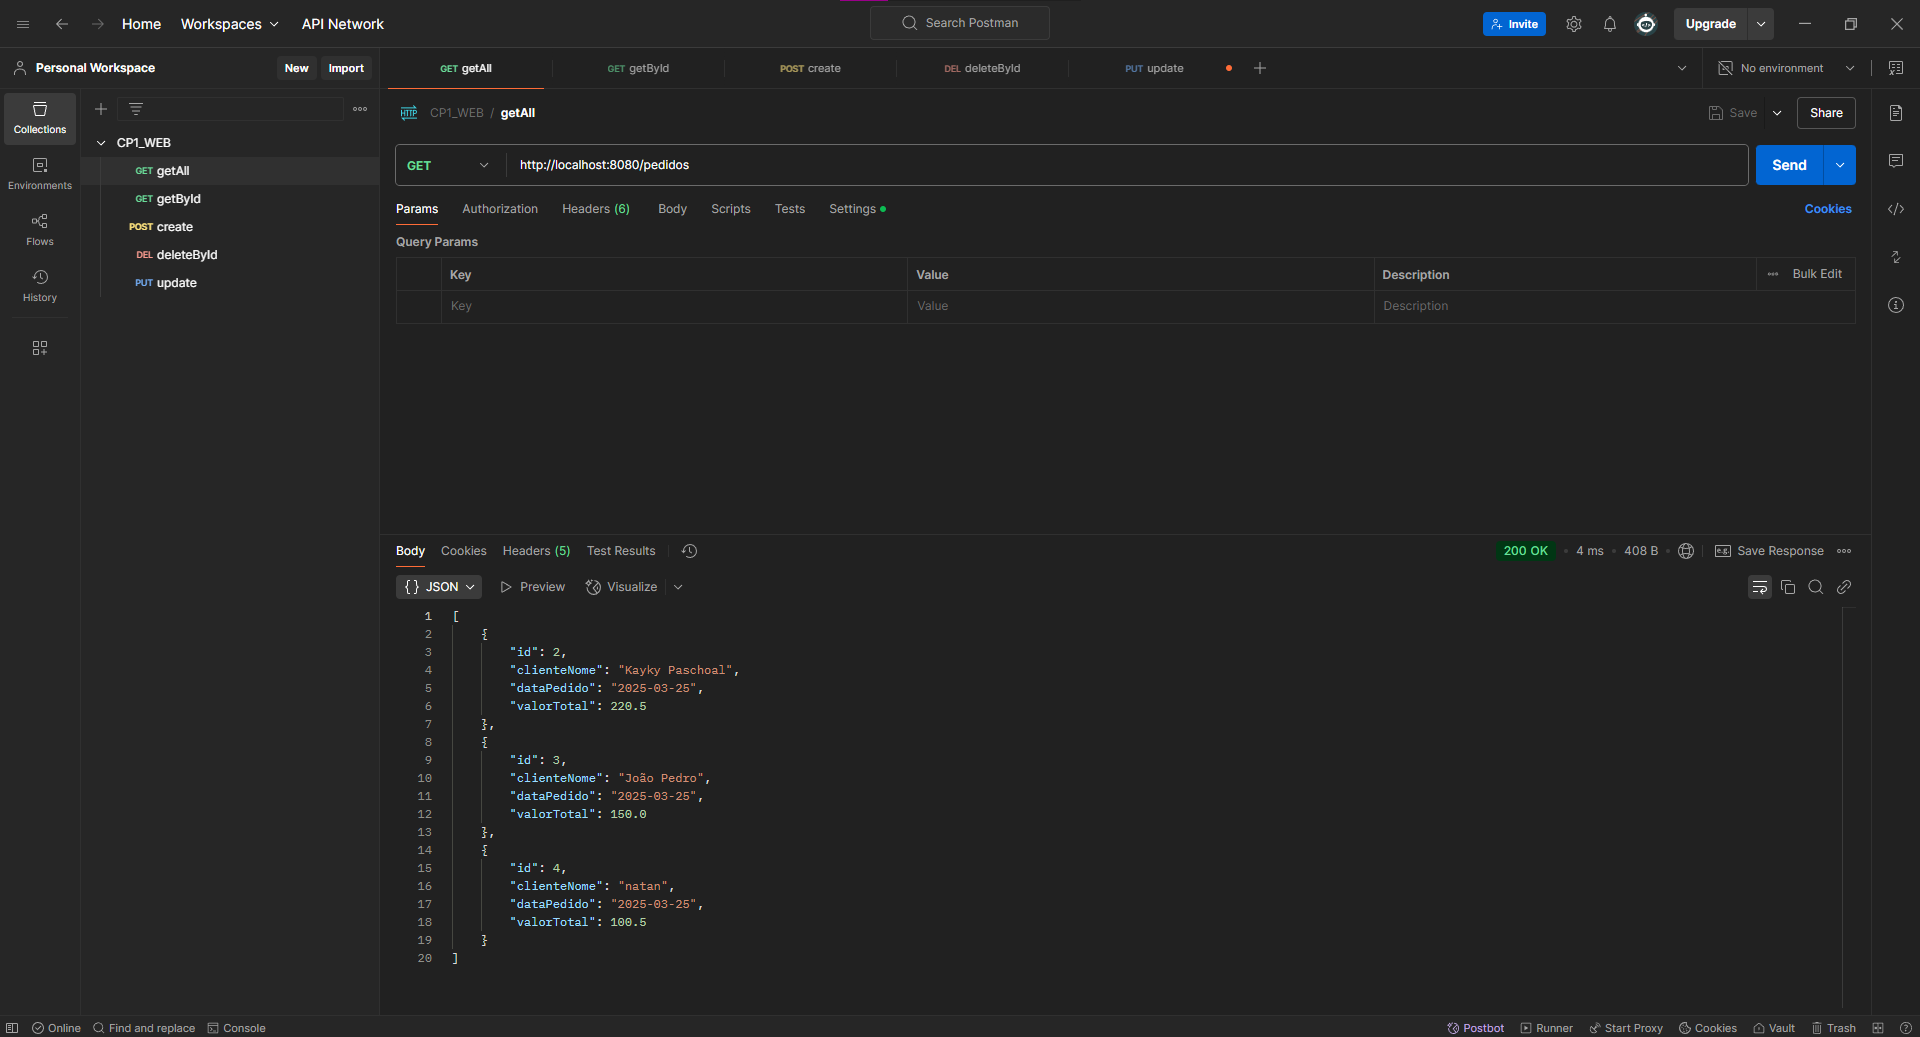 Home Workspaces API Network Search Postman Invite Upgrade
Personal Workspace New Import GET getAll GET getById POST create DEL deleteById PUT update No environment
Collections
Environments
Flows
History
CP1_WEB
GET getAll
GET getById
POST create
DEL deleteById
PUT update
HTTP CP1_WEB / getAll Save Share
GET http://localhost:8080/pedidos Send
Params Authorization Headers (6) Body Scripts Tests Settings Cookies
Query Params
Key Value Description Bulk Edit
Key Value Description
Body Cookies Headers (5) Test Results 200 OK 4 ms 408 B e.g. Save Response
{} JSON Preview Visualize
1 [
2 {
3 "id": 2,
4 "clienteNome": "Kayky Paschoal",
5 "dataPedido": "2025-03-25",
6 "valorTotal": 220.5
7 },
8 {
9 "id": 3,
10 "clienteNome": "João Pedro",
11 "dataPedido": "2025-03-25",
12 "valorTotal": 150.0
13 },
14 {
15 "id": 4,
16 "clienteNome": "natan",
17 "dataPedido": "2025-03-25",
18 "valorTotal": 100.5
19 }
20 ]
Online Find and replace Console Postbot Runner Start Proxy Cookies Vault Trash